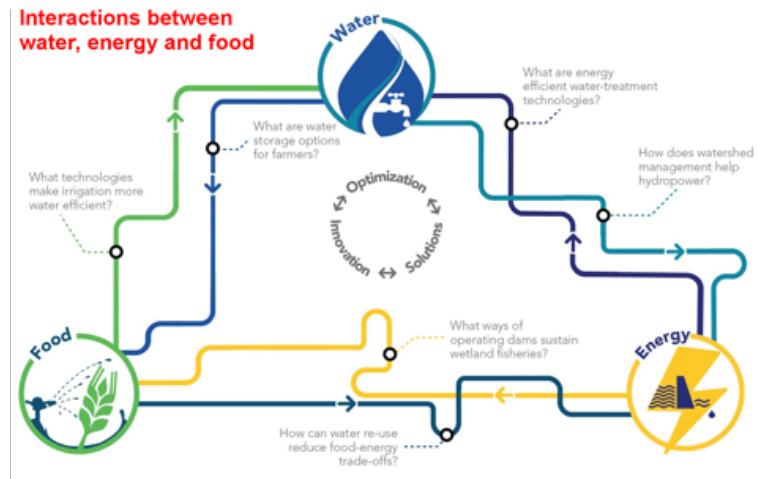 Interactions between
water, energy and food
Water
What are energy
efficient water-treatment
technologies?
What are water
storage options
for farmers?
How does watershed
management help
hydropower?
What technologies
make irrigation more
water efficient?
Optimization
Innovation
Solutions
Food
What ways of
operating dams sustain
wetland fisheries?
Energy
How can water re-use
reduce food-energy
trade-offs?